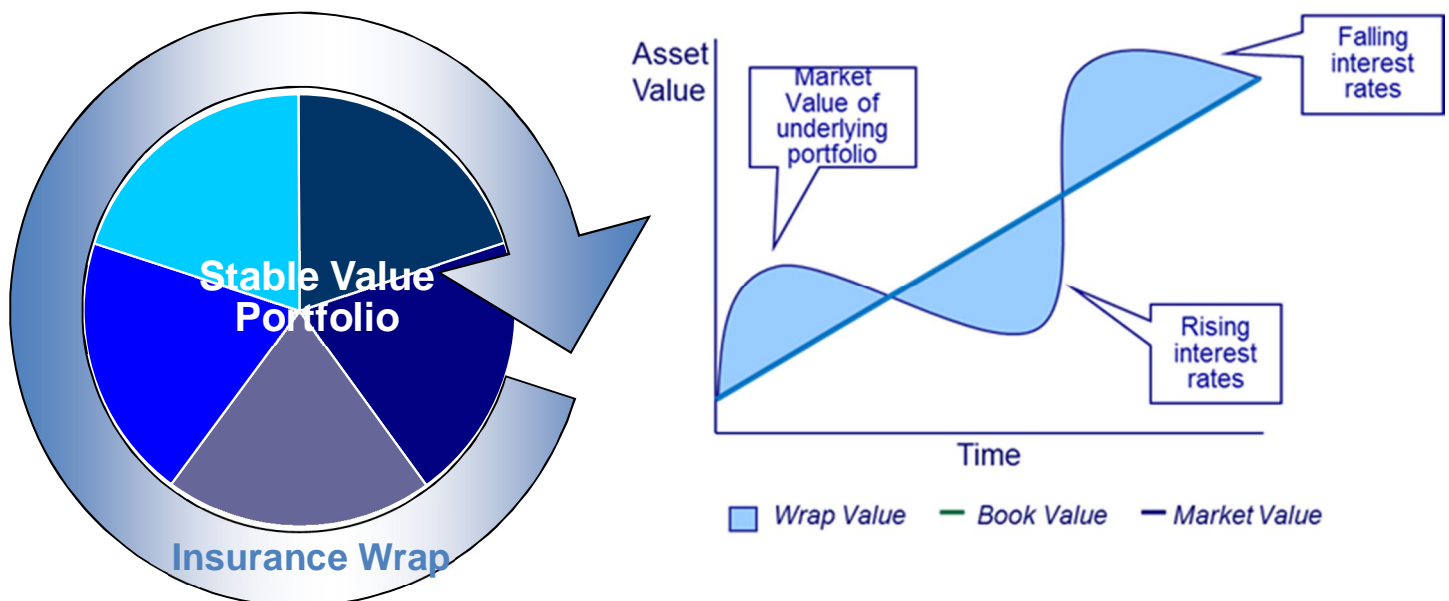 Stable Value
Portfolio
Insurance Wrap
Asset
Value
Market
Value of
underlying
portfolio
Falling
interest
rates
Rising
interest
rates
Time
Wrap Value
Book Value
Market Value